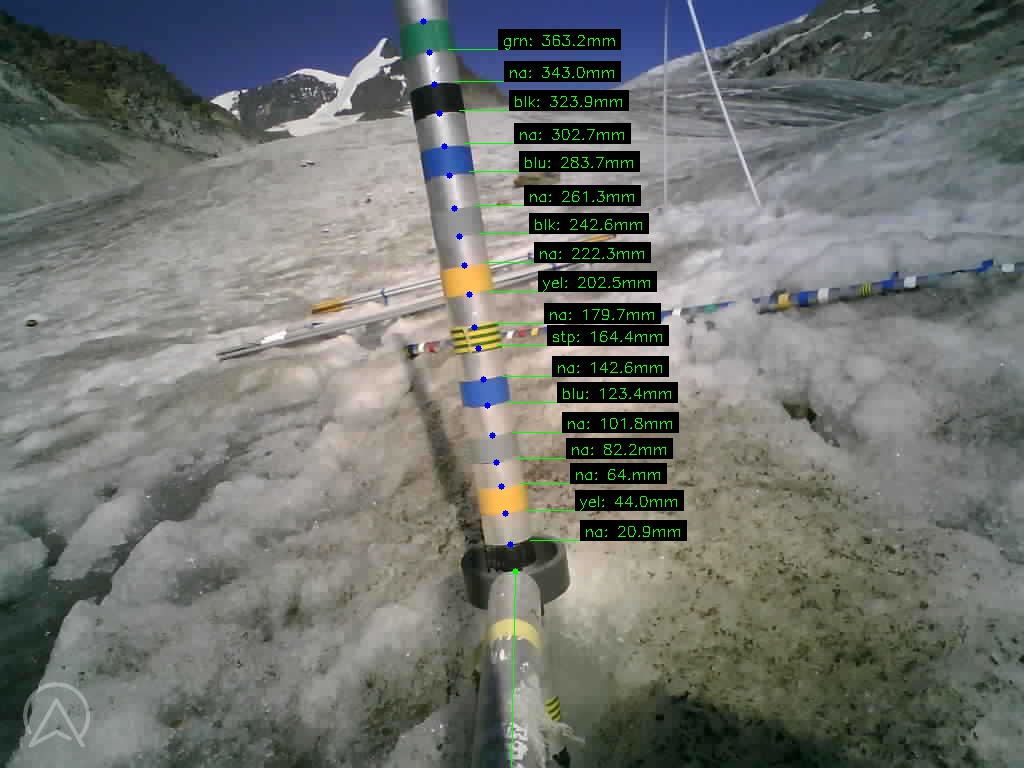 grn: 363.2mm
na: 343.0mm
blk: 323.9mm
na: 302.7mm
blu: 283.7mm
na: 261.3mm
blk: 242.6mm
na: 222.3mm
yel: 202.5mm
na: 179.7mm
stp: 164.4mm
na: 142.6mm
blu: 123.4mm
na: 101.8mm
na: 82.2mm
na: 64.mm
yel: 44.0mm
na: 20.9mm